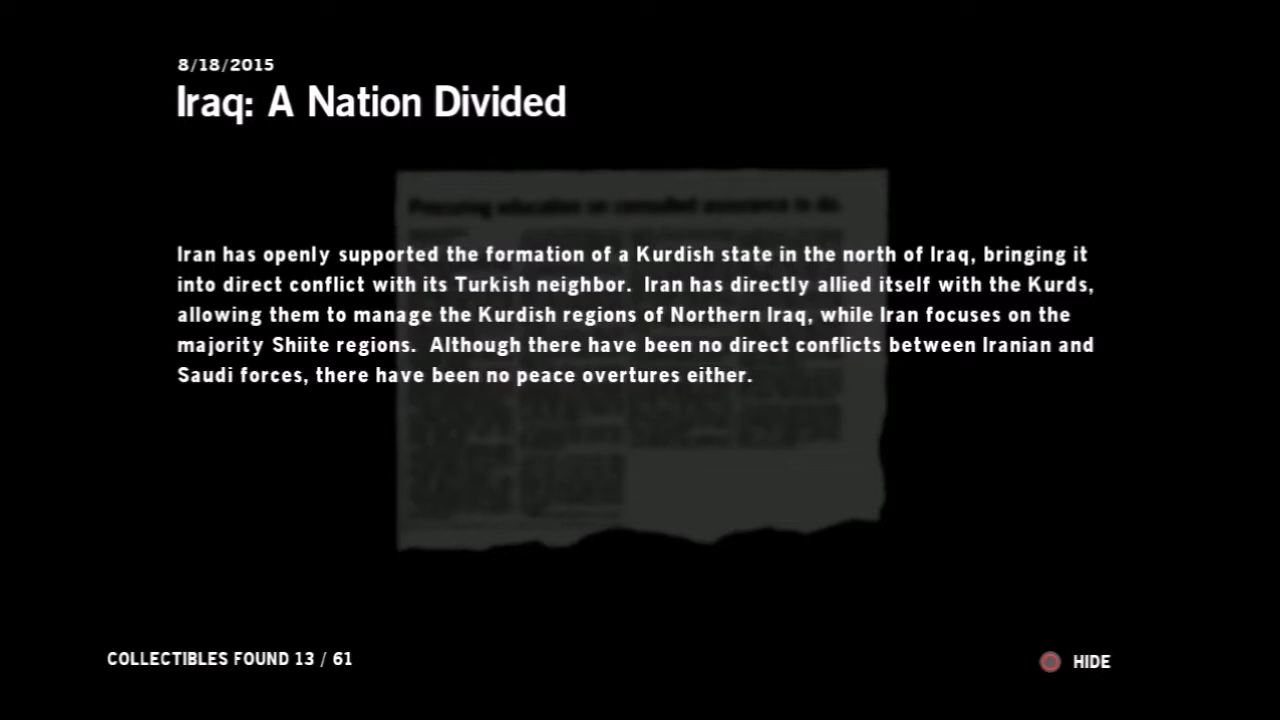 8/18/2015
Iraq: A Nation Divided
Iran has openly supported the formation of a Kurdish state in the north of Iraq, bringing it
into direct conflict with its Turkish neighbor.  Iran has directly allied itself with the Kurds,
allowing them to manage the Kurdish regions of Northern Iraq, while Iran focuses on the
majority Shiite regions.  Although there have been no direct conflicts between Iranian and
Saudi forces, there have been no peace overtures either.
COLLECTIBLES FOUND 13 / 61
HIDE